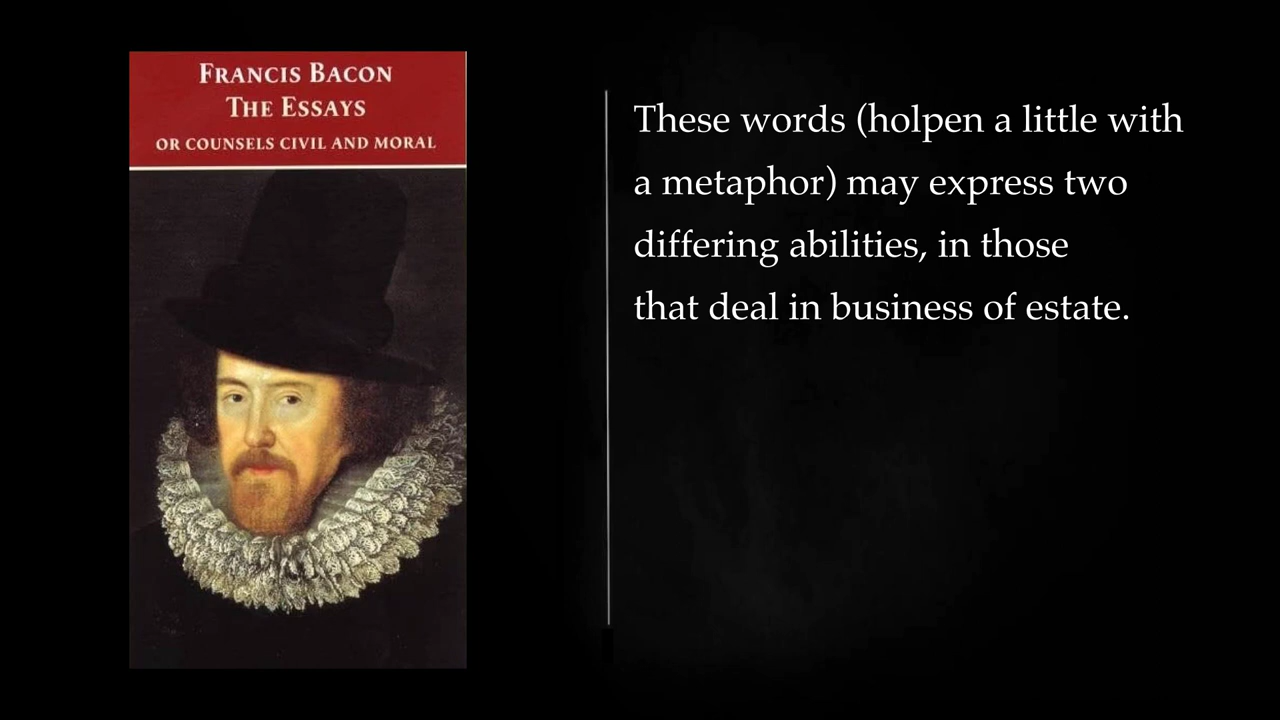 FRANCIS BACON
THE ESSAYS
OR COUNSELS CIVIL AND MORAL
These words (holpen a little with
a metaphor) may express two
differing abilities, in those
that deal in business of estate.